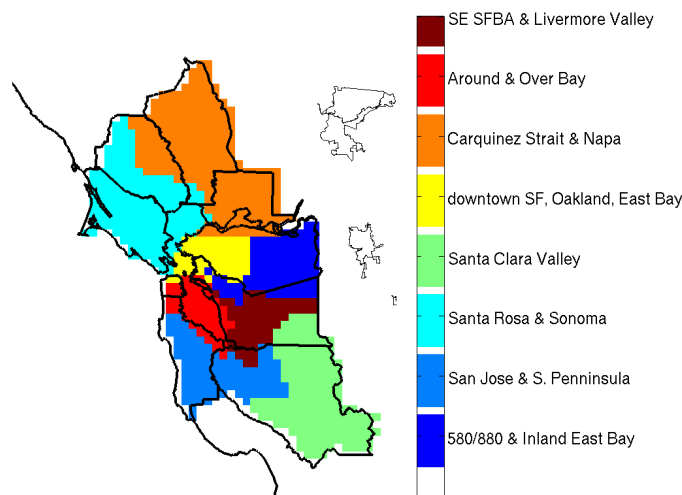 SE SFBA & Livermore Valley
Around & Over Bay
Carquinez Strait & Napa
downtown SF, Oakland, East Bay
Santa Clara Valley
Santa Rosa & Sonoma
San Jose & S. Penninsula
580/880 & Inland East Bay